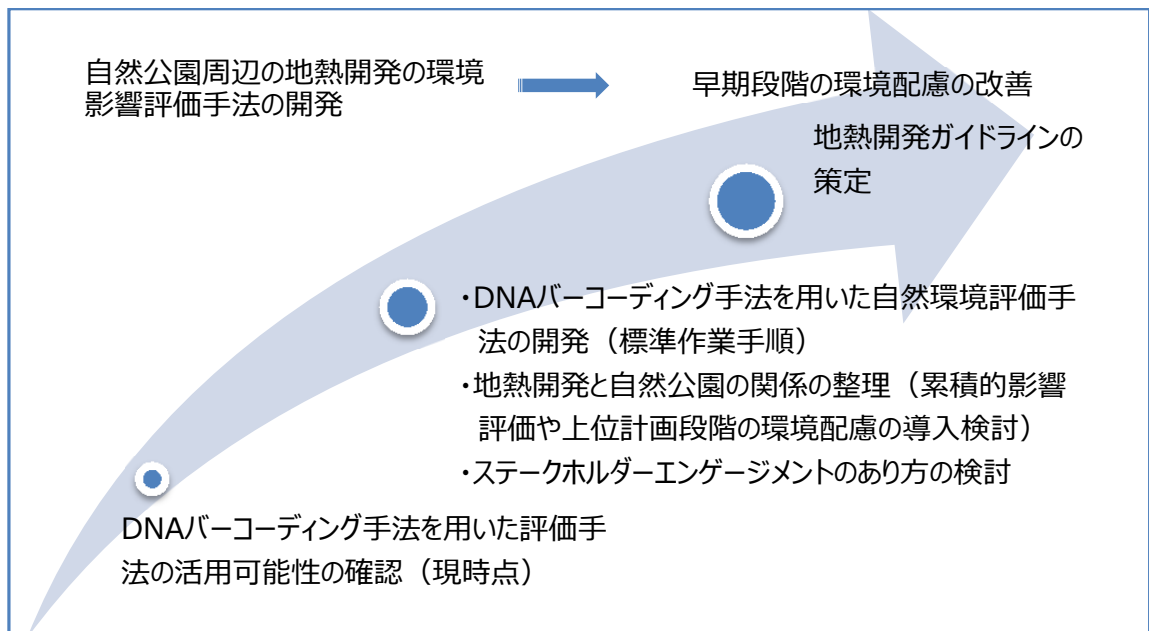 自然公園周辺の地熱開発の環境
影響評価手法の開発
早期段階の環境配慮の改善
地熱開発ガイドラインの
策定
・DNAバーコーディング手法を用いた自然環境評価手
法の開発（標準作業手順）
・地熱開発と自然公園の関係の整理（累積的影響
評価や上位計画段階の環境配慮の導入検討）
・ステークホルダーエンゲージメントのあり方の検討
DNAバーコーディング手法を用いた評価手
法の活用可能性の確認（現時点）